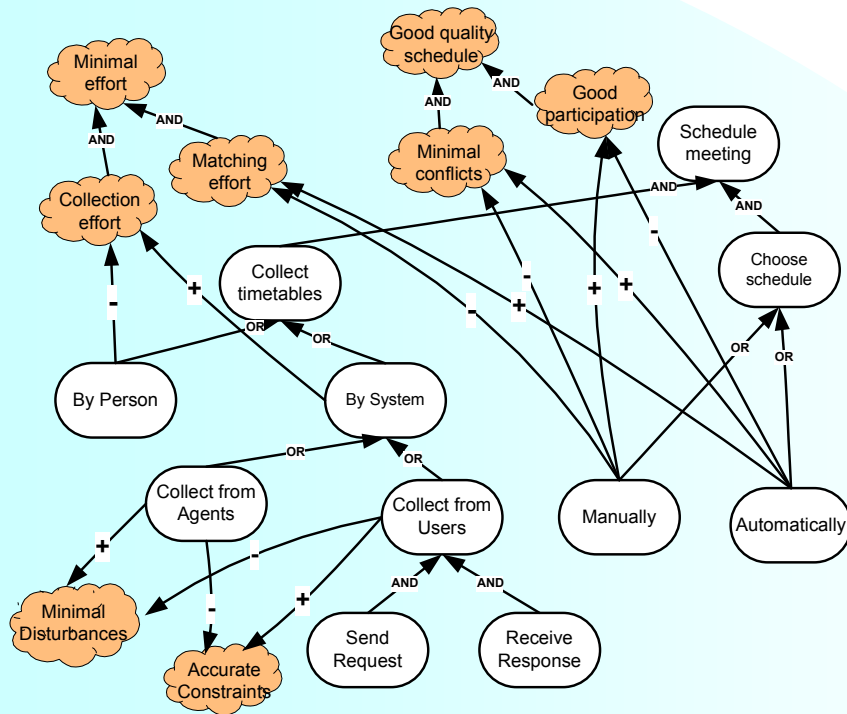 Good quality
schedule
Minimal
effort
AND
Good
participation
AND
AND
Schedule
meeting
AND
Matching
effort
Minimal
conflicts
AND
Collection
effort
AND
-
Choose
schedule
-
+
Collect
timetables
-
+
+
-
-
+
OR
OR
OR
OR
By Person
By System
OR
OR
Collect from
Agents
Collect from
Users
Manually
Automatically
+
-
-
+
AND
AND
Minimal
Disturbances
Send
Request
Receive
Response
Accurate
Constraints